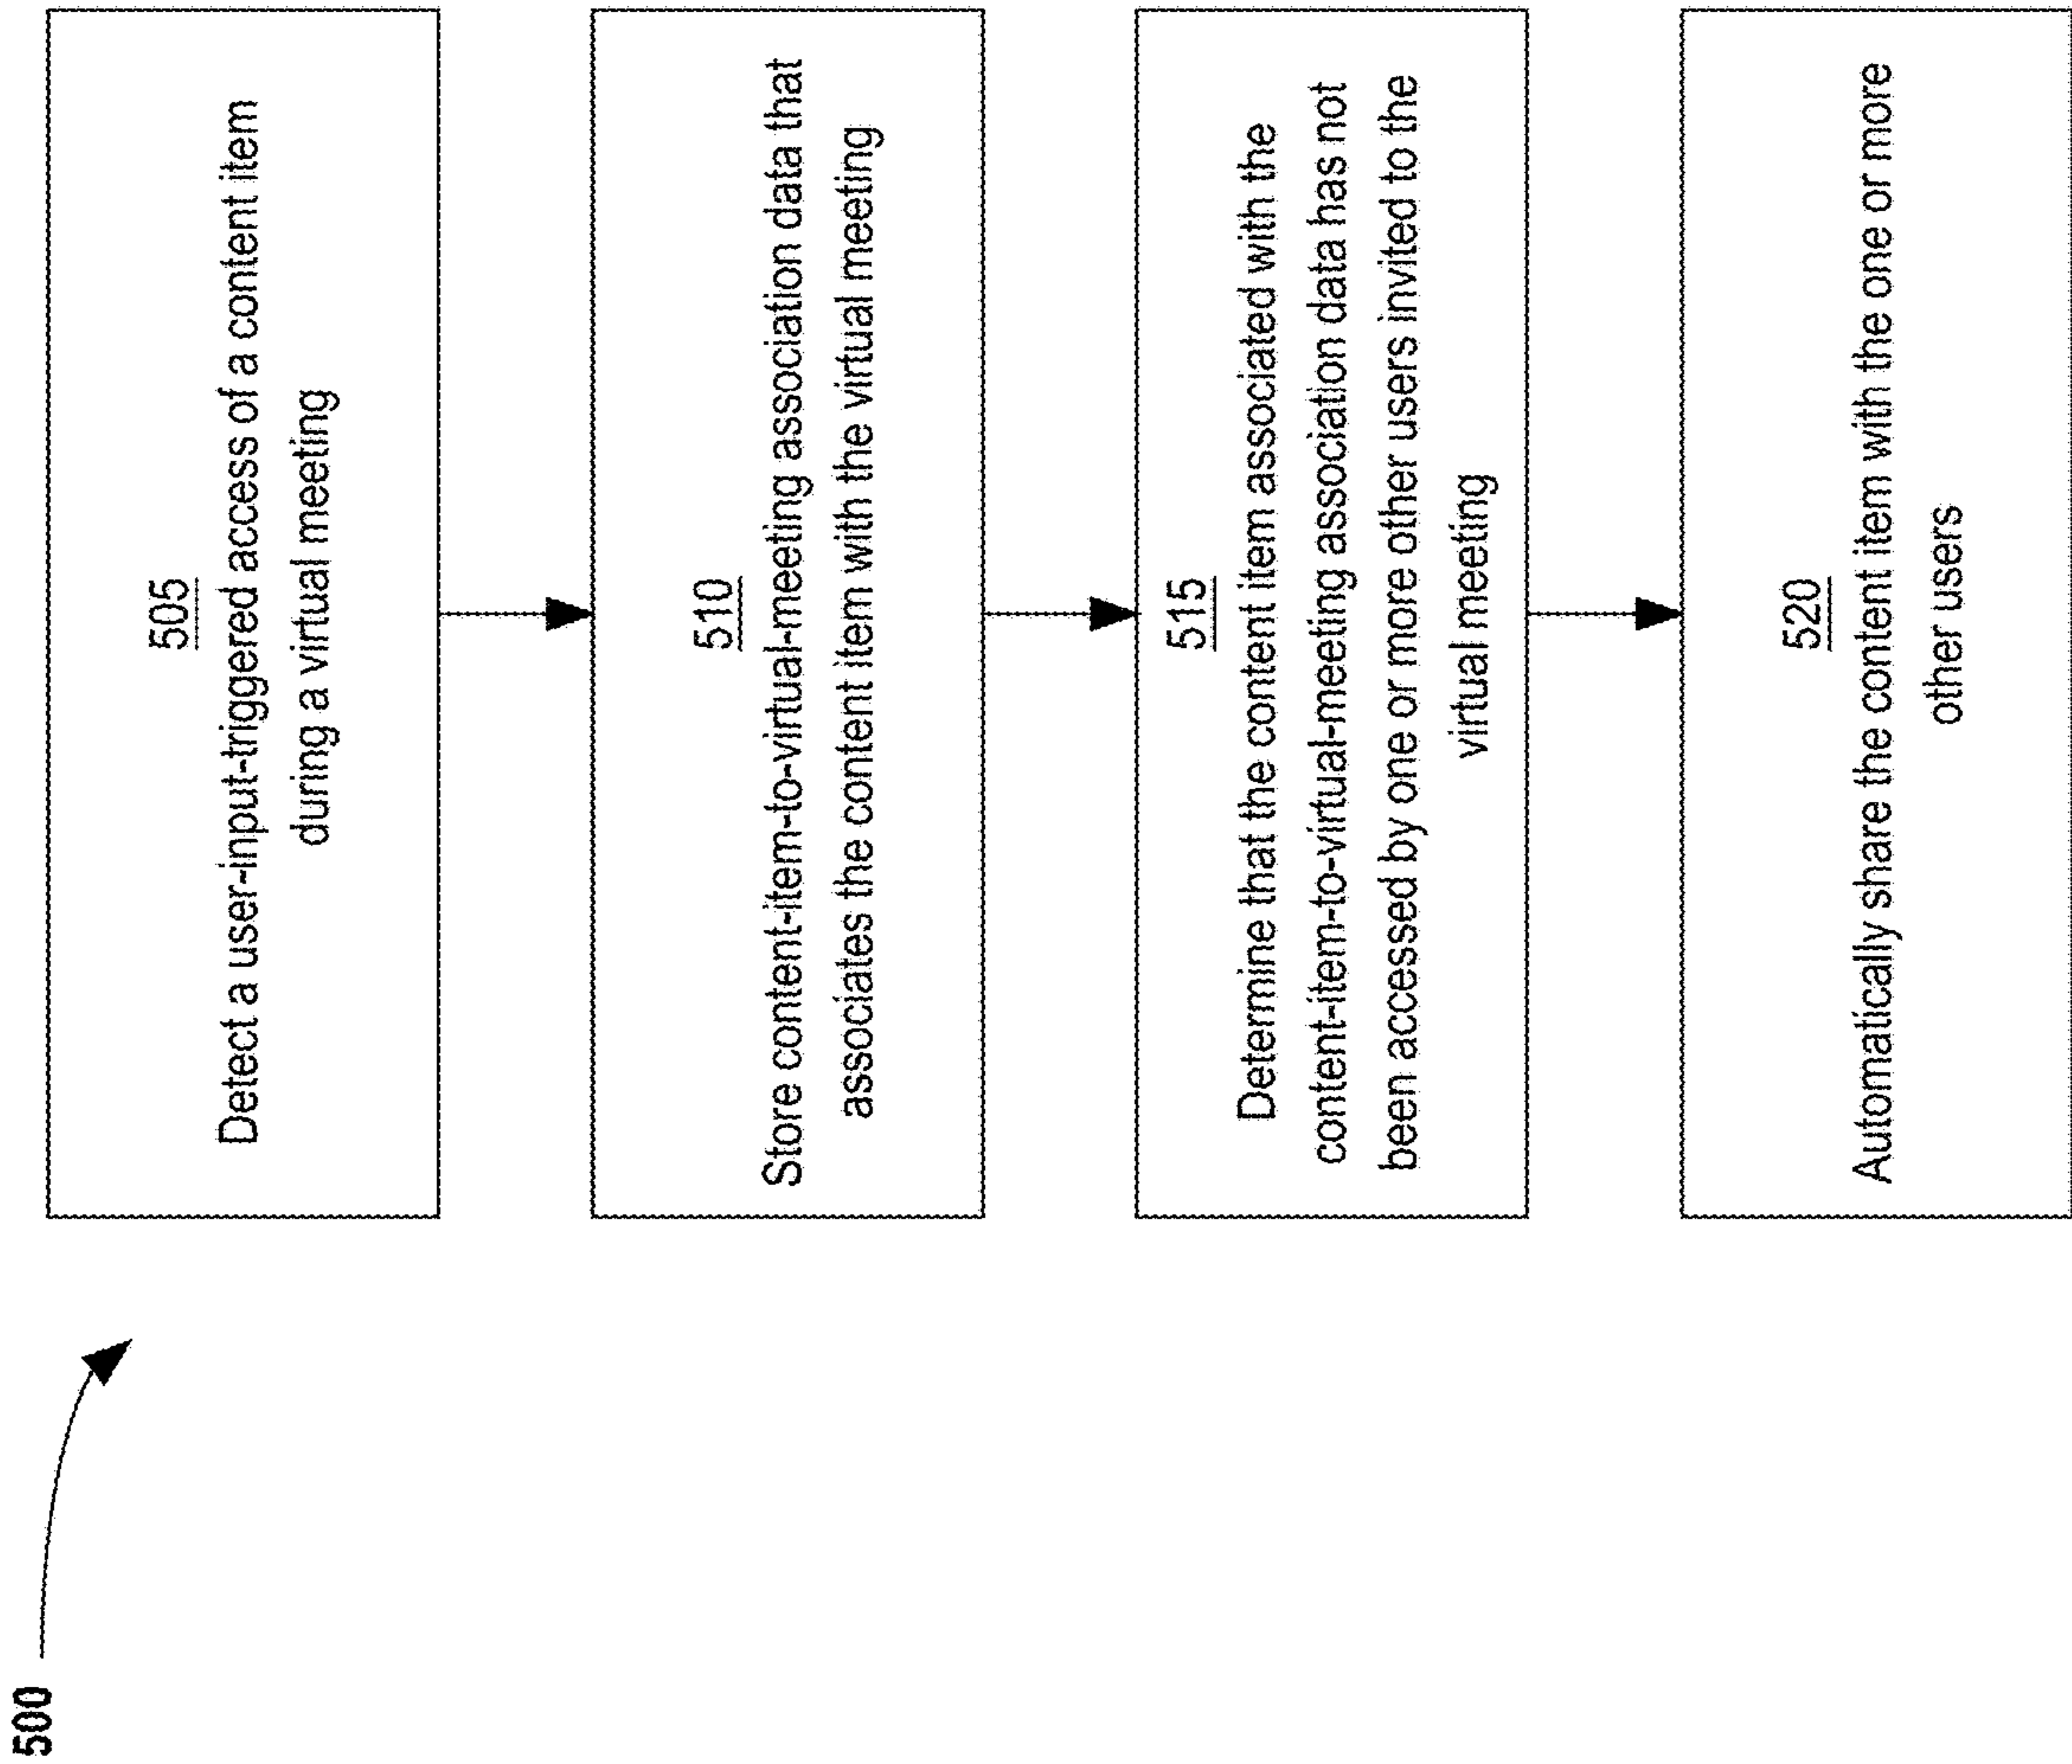 500
505
Detect a user-input-triggered access of a content item
during a virtual meeting
510
Store content-item-to-virtual-meeting association data that
associates the content item with the virtual meeting
515
Determine that the content item associated with the
content-item-to-virtual-meeting association data has not
been accessed by one or more other users invited to the
virtual meeting
520
Automatically share the content item with the one or more
other users